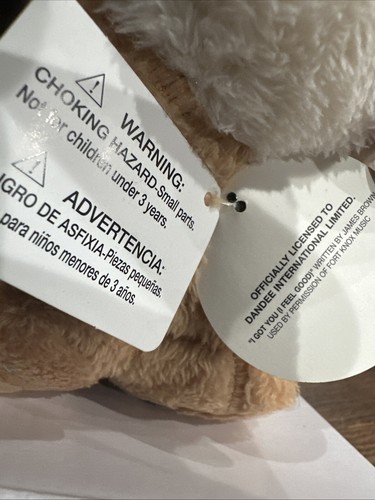 WARNING:
CHOKING HAZARD-Small parts.
Not for children under 3 years.
ADVERTENCIA:
IGRO DE ASFIXIA-Piezas pequeñas.
para niños menores de 3 años.
OFFICIALLY LICENSED TO
DANDEE INTERNATIONAL LIMITED.
"I GOT YOU (I FEEL GOOD)" WRITTEN BY JAMES BROWN
USED BY PERMISSION OF FORT KNOX MUSIC